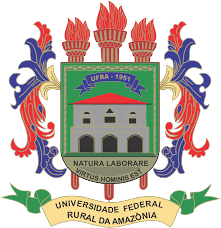 UFRA - 1951
NATURA LABORARE
VIRTUS HOMINIS EST
UNIVERSIDADE FEDERAL
RURAL DA AMAZÔNIA